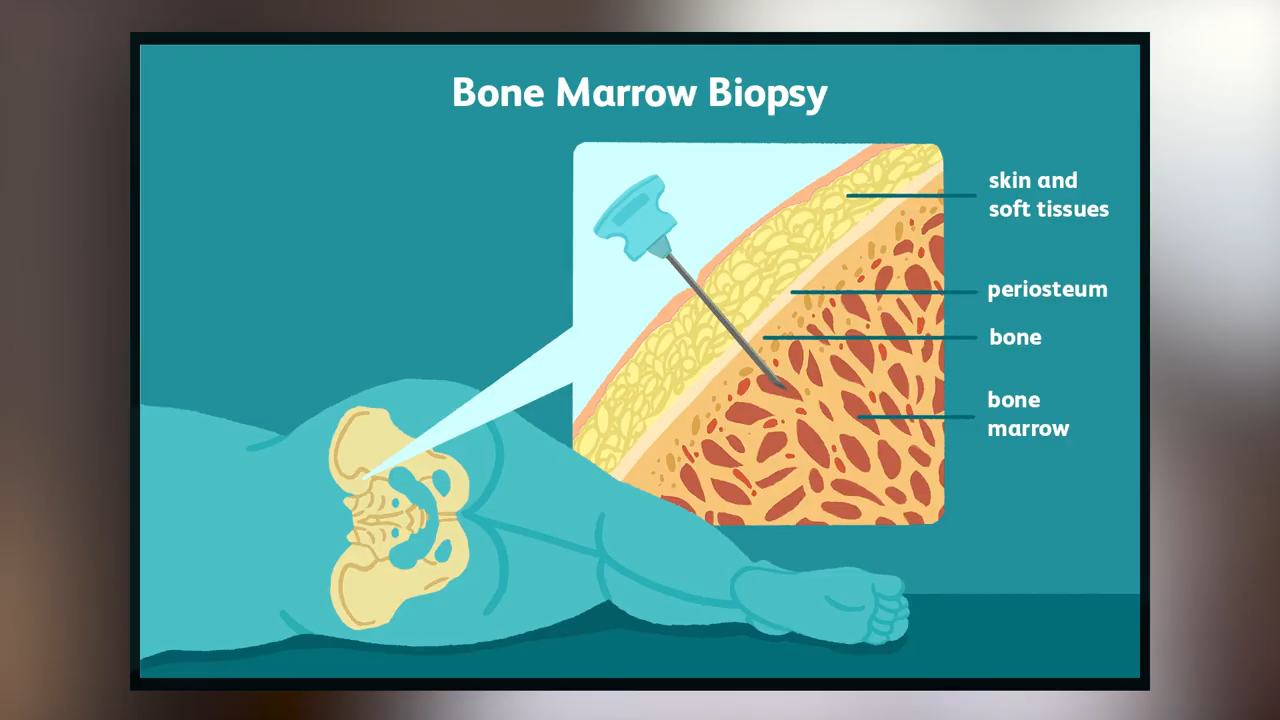 Bone Marrow Biopsy
skin and
soft tissues
periosteum
bone
bone
marrow